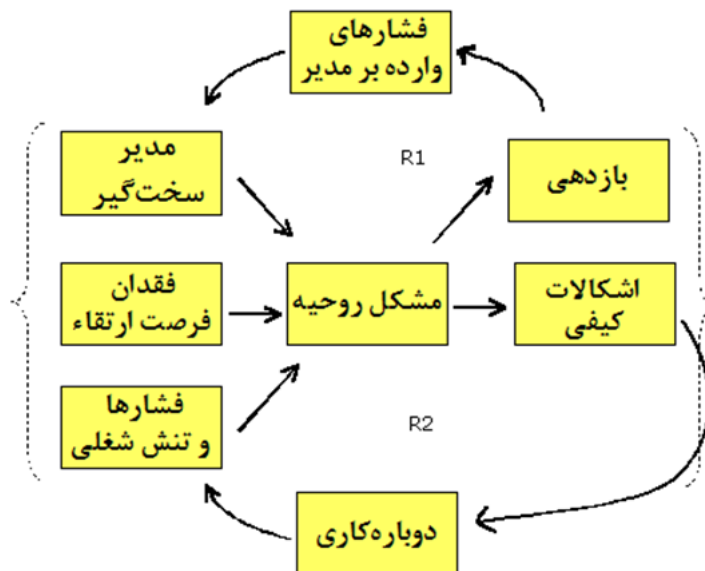 فشارهای
وارده بر مدیر
مدیر
سخت‌گیر
R1
بازدهی
فقدان
فرصت ارتقاء
مشکل روحیه
اشکالات
کیفی
فشارها
و تنش شغلی
R2
دوباره‌کاری